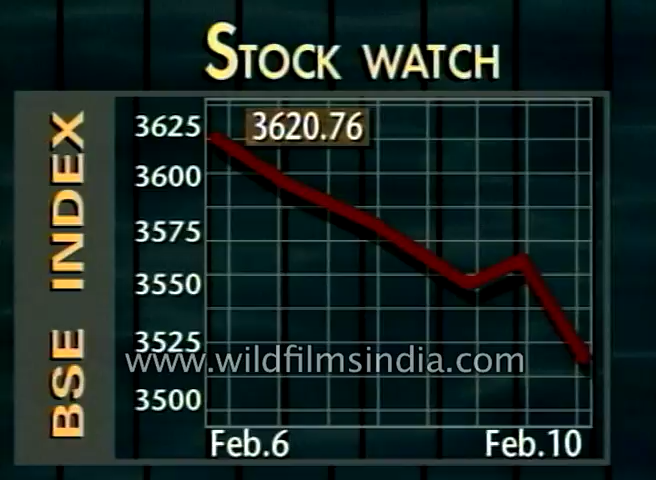 STOCK WATCH
BSE INDEX
3625
3620.76
3600
3575
3550
3525
www.wildfilmsindia.com
3500
Feb.6
Feb.10